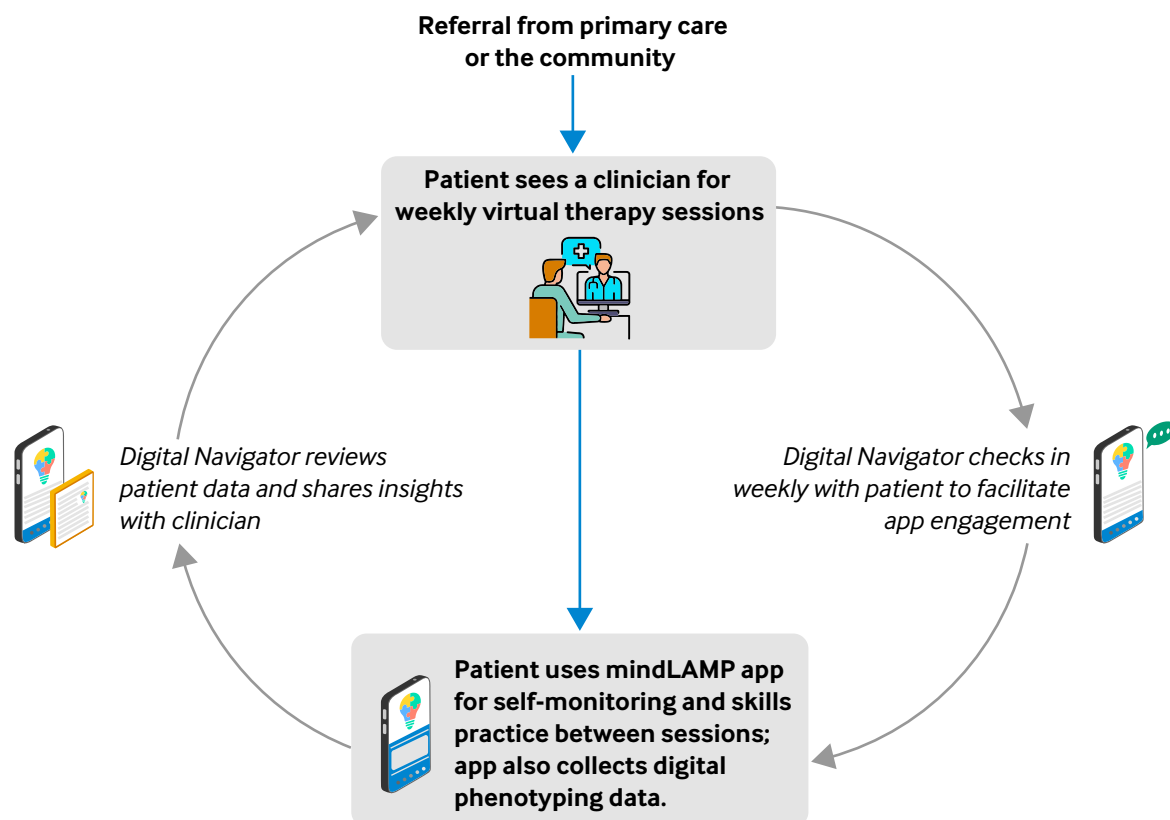 Referral from primary care
or the community
Patient sees a clinician for
weekly virtual therapy sessions
Digital Navigator reviews
patient data and shares insights
with clinician
Digital Navigator checks in
weekly with patient to facilitate
app engagement
Patient uses mindLAMP app
for self-monitoring and skills
practice between sessions;
app also collects digital
phenotyping data.